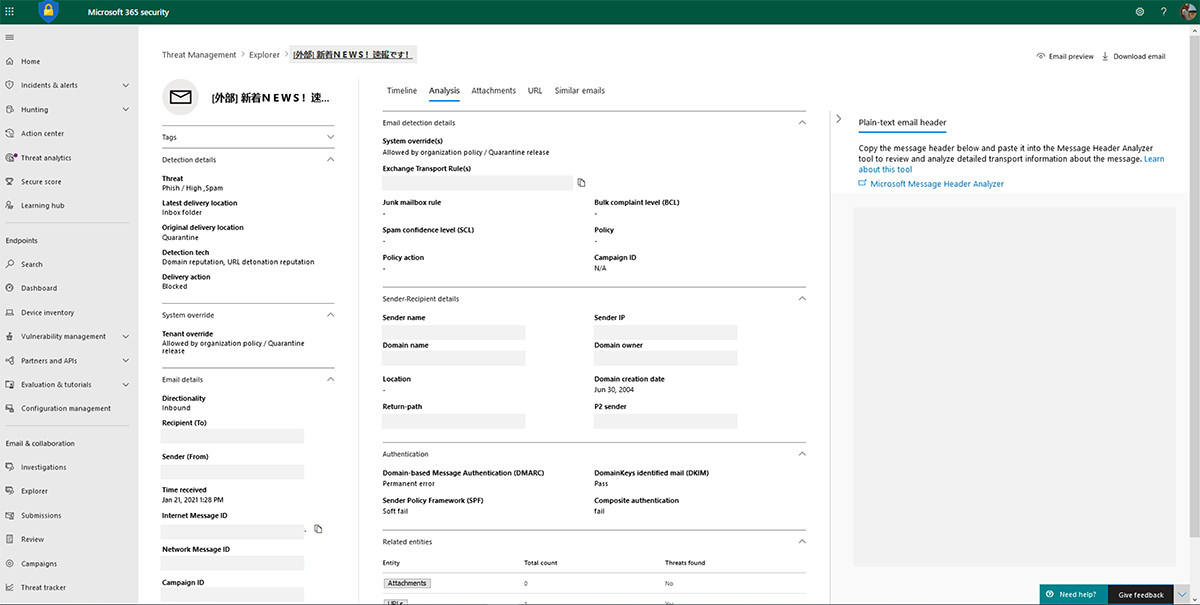 Microsoft 365 security
?
Home
Incidents & alerts
Hunting
Action center
Threat analytics
Secure score
Learning hub
Endpoints
Search
Dashboard
Device inventory
Vulnerability management
Partners and APIs
Evaluation & tutorials
Configuration management
Email & collaboration
Investigations
Explorer
Submissions
Review
Campaigns
Threat tracker
Threat Management > Explorer > [外部] 新着ＮＥＷＳ！ 速報です！
Email preview
Download email
[外部] 新着ＮＥＷＳ！ 速...
Tags
Detection details
Threat
Phish / High ,Spam
Latest delivery location
Inbox folder
Original delivery location
Quarantine
Detection tech
Domain reputation, URL detonation reputation
Delivery action
Blocked
System override
Tenant override
Allowed by organization policy / Quarantine
release
Email details
Directionality
Inbound
Recipient (To)
Sender (From)
Time received
Jan 21, 2021 1:28 PM
Internet Message ID
Network Message ID
Campaign ID
Timeline Analysis Attachments URL Similar emails
Email detection details
System override(s)
Allowed by organization policy / Quarantine release
Exchange Transport Rule(s)
Junk mailbox rule
-
Bulk complaint level (BCL)
-
Spam confidence level (SCL)
-
Policy
-
Policy action
-
Campaign ID
N/A
Sender-Recipient details
Sender name
Sender IP
Domain name
Domain owner
Location
-
Domain creation date
Jun 30, 2004
Return-path
P2 sender
Authentication
Domain-based Message Authentication (DMARC)
Permanent error
DomainKeys identified mail (DKIM)
Pass
Sender Policy Framework (SPF)
Soft fail
Composite authentication
fail
Related entities
Entity Total count Threats found
Attachments 0 No
URLs 1 Yes
Plain-text email header
Copy the message header below and paste it into the Message Header Analyzer
tool to review and analyze detailed transport information about the message. Learn
about this tool
Microsoft Message Header Analyzer
Need help?
Give feedback